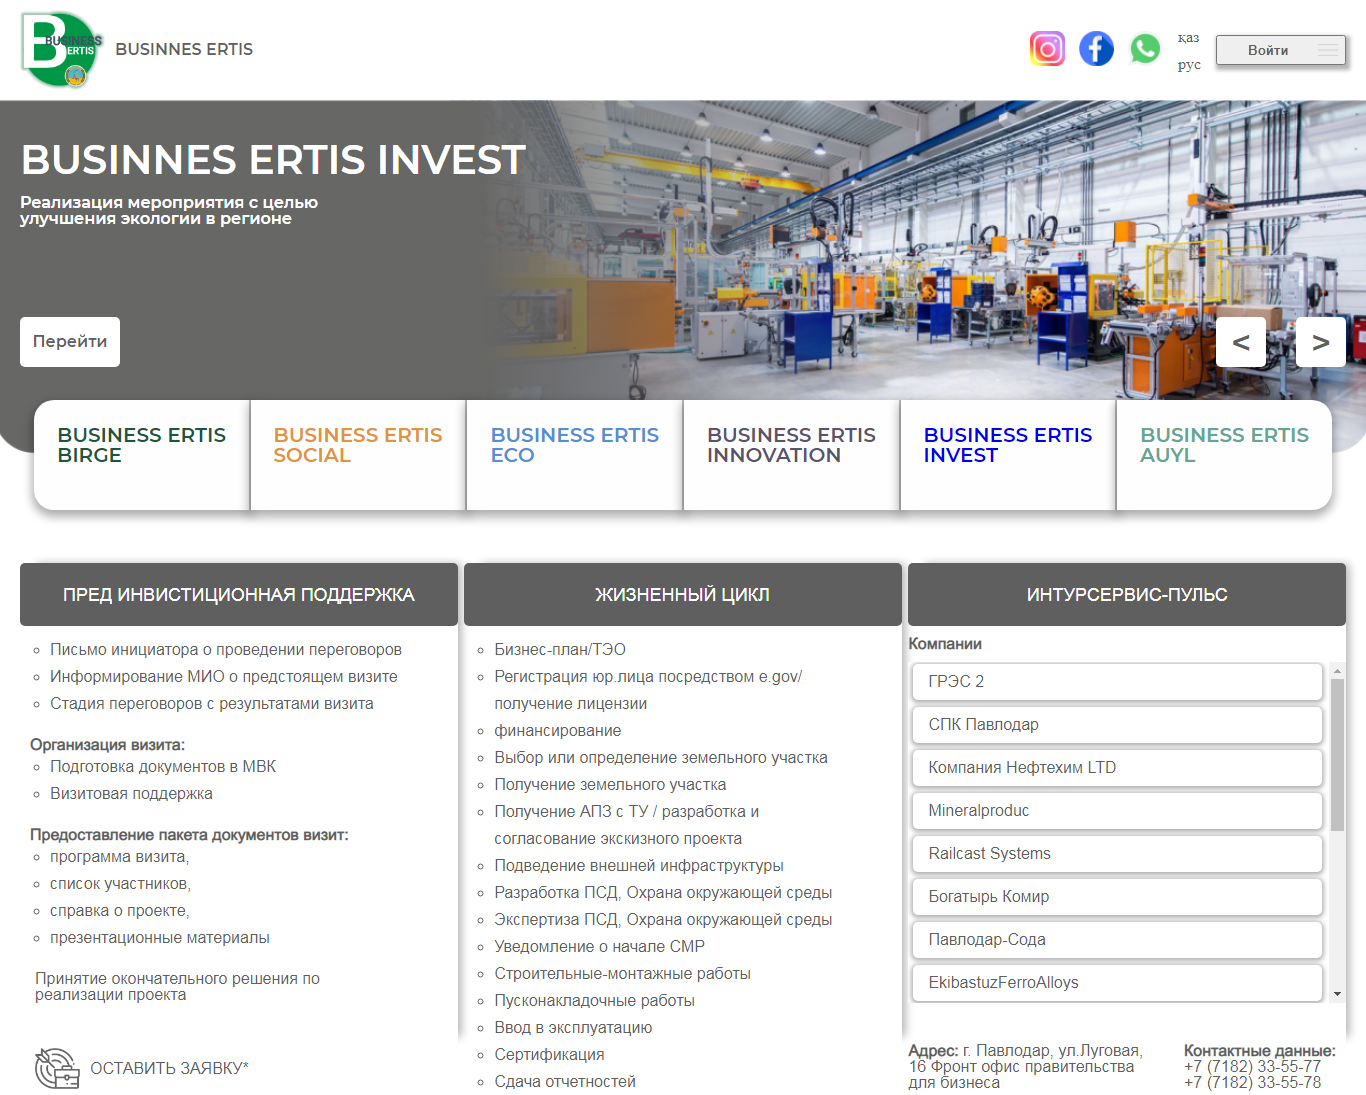 BUSINESS
ERTIS
BUSINNES ERTIS
қаз
рус
Войти
BUSINNES ERTIS INVEST
Реализация мероприятия с целью
улучшения экологии в регионе
Перейти
<
>
BUSINESS ERTIS
BIRGE
BUSINESS ERTIS
SOCIAL
BUSINESS ERTIS
ECO
BUSINESS ERTIS
INNOVATION
BUSINESS ERTIS
INVEST
BUSINESS ERTIS
AUYL
ПРЕД ИНВИСТИЦИОННАЯ ПОДДЕРЖКА
Письмо инициатора о проведении переговоров
Информирование МИО о предстоящем визите
Стадия переговоров с результатами визита
Организация визита:
Подготовка документов в МВК
Визитовая поддержка
Предоставление пакета документов визит:
программа визита,
список участников,
справка о проекте,
презентационные материалы
Принятие окончательного решения по
реализации проекта
ОСТАВИТЬ ЗАЯВКУ*
ЖИЗНЕННЫЙ ЦИКЛ
Бизнес-план/ТЭО
Регистрация юр.лица посредством e.gov/
получение лицензии
финансирование
Выбор или определение земельного участка
Получение земельного участка
Получение АПЗ с ТУ / разработка и
согласование экскизного проекта
Подведение внешней инфраструктуры
Разработка ПСД, Охрана окружающей среды
Экспертиза ПСД, Охрана окружающей среды
Уведомление о начале СМР
Строительные-монтажные работы
Пусконакладочные работы
Ввод в эксплуатацию
Сертификация
Сдача отчетностей
ИНТУРСЕРВИС-ПУЛЬС
Компании
ГРЭС 2
СПК Павлодар
Компания Нефтехим LTD
Mineralproduc
Railcast Systems
Богатырь Комир
Павлодар-Сода
EkibastuzFerroAlloys
Адрес: г. Павлодар, ул.Луговая,
16 Фронт офис правительства
для бизнеса
Контактные данные:
+7 (7182) 33-55-77
+7 (7182) 33-55-78